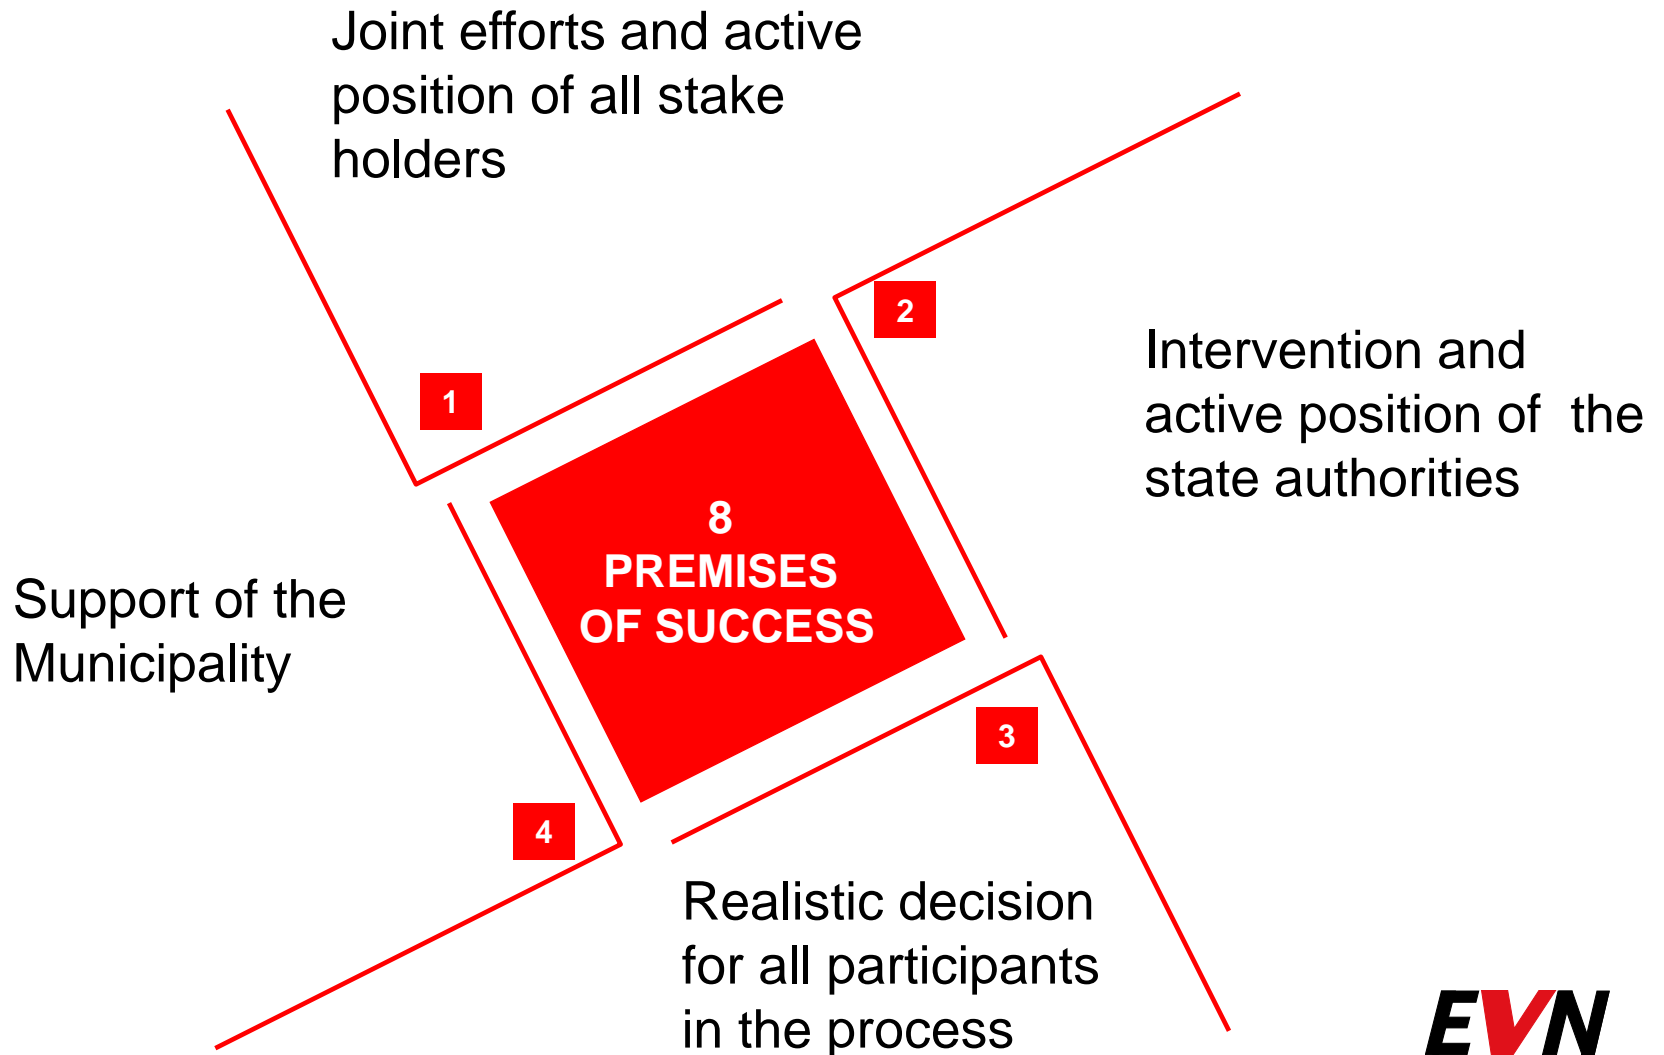 Joint efforts and active
position of all stake
holders
1
2
Intervention and
active position of  the
state authorities
8
PREMISES
OF SUCCESS
Support of the
Municipality
3
4
Realistic decision
for all participants
in the process
EVN